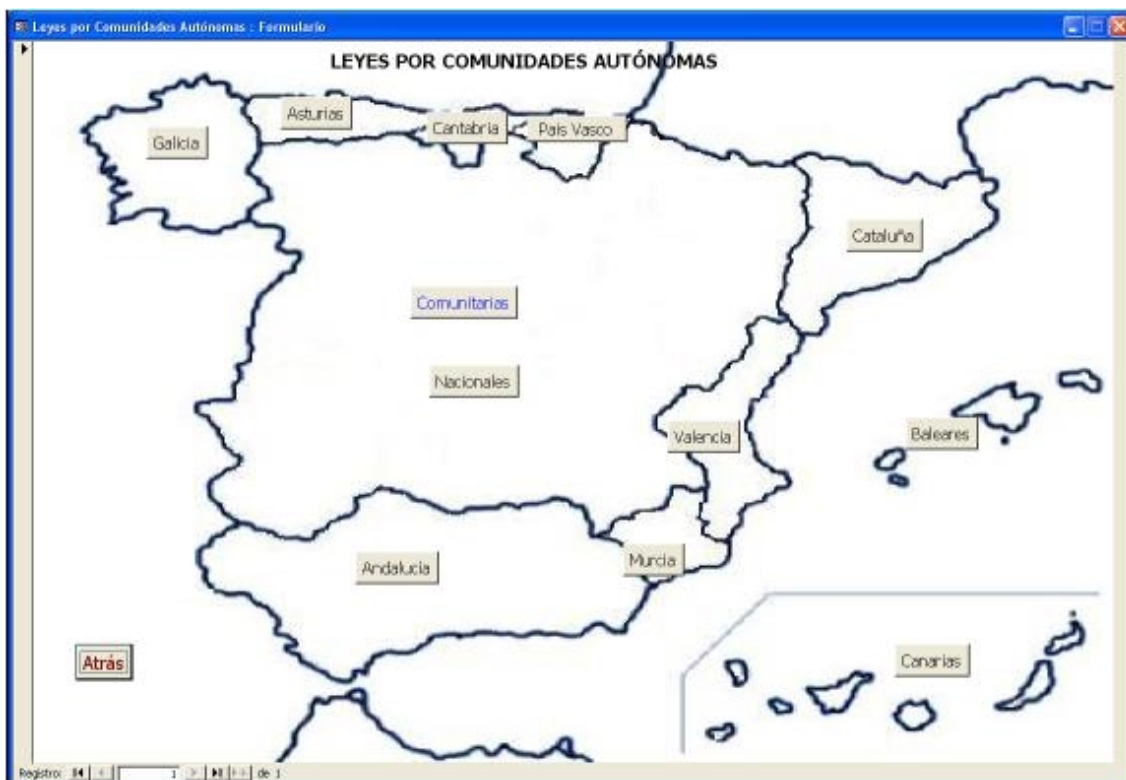 Leyes por Comunidades Autónomas : Formulario
LEYES POR COMUNIDADES AUTÓNOMAS
Asturias
Cantabria
País Vasco
Galicia
Cataluña
Comunitarias
Nacionales
Valencia
Baleares
Murcia
Andalucía
Canarias
Atrás
Registro: 1 de 1